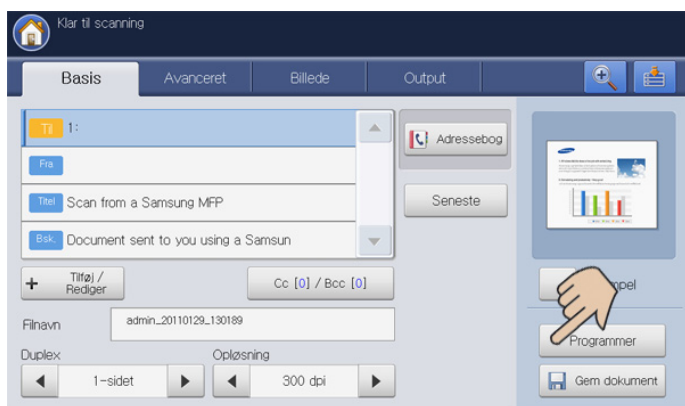 Klar til scanning
Basis
Avanceret
Billede
Output
Til 1:
Fra
Titel Scan from a Samsung MFP
Bsk. Document sent to you using a Samsun
Adressebog
Seneste
+ Tilføj /
Rediger
Cc [0] / Bcc [0]
Filnavn
admin_20110129_130189
Duplex
Opløsning
1-sidet
300 dpi
Programmer
Gem dokument